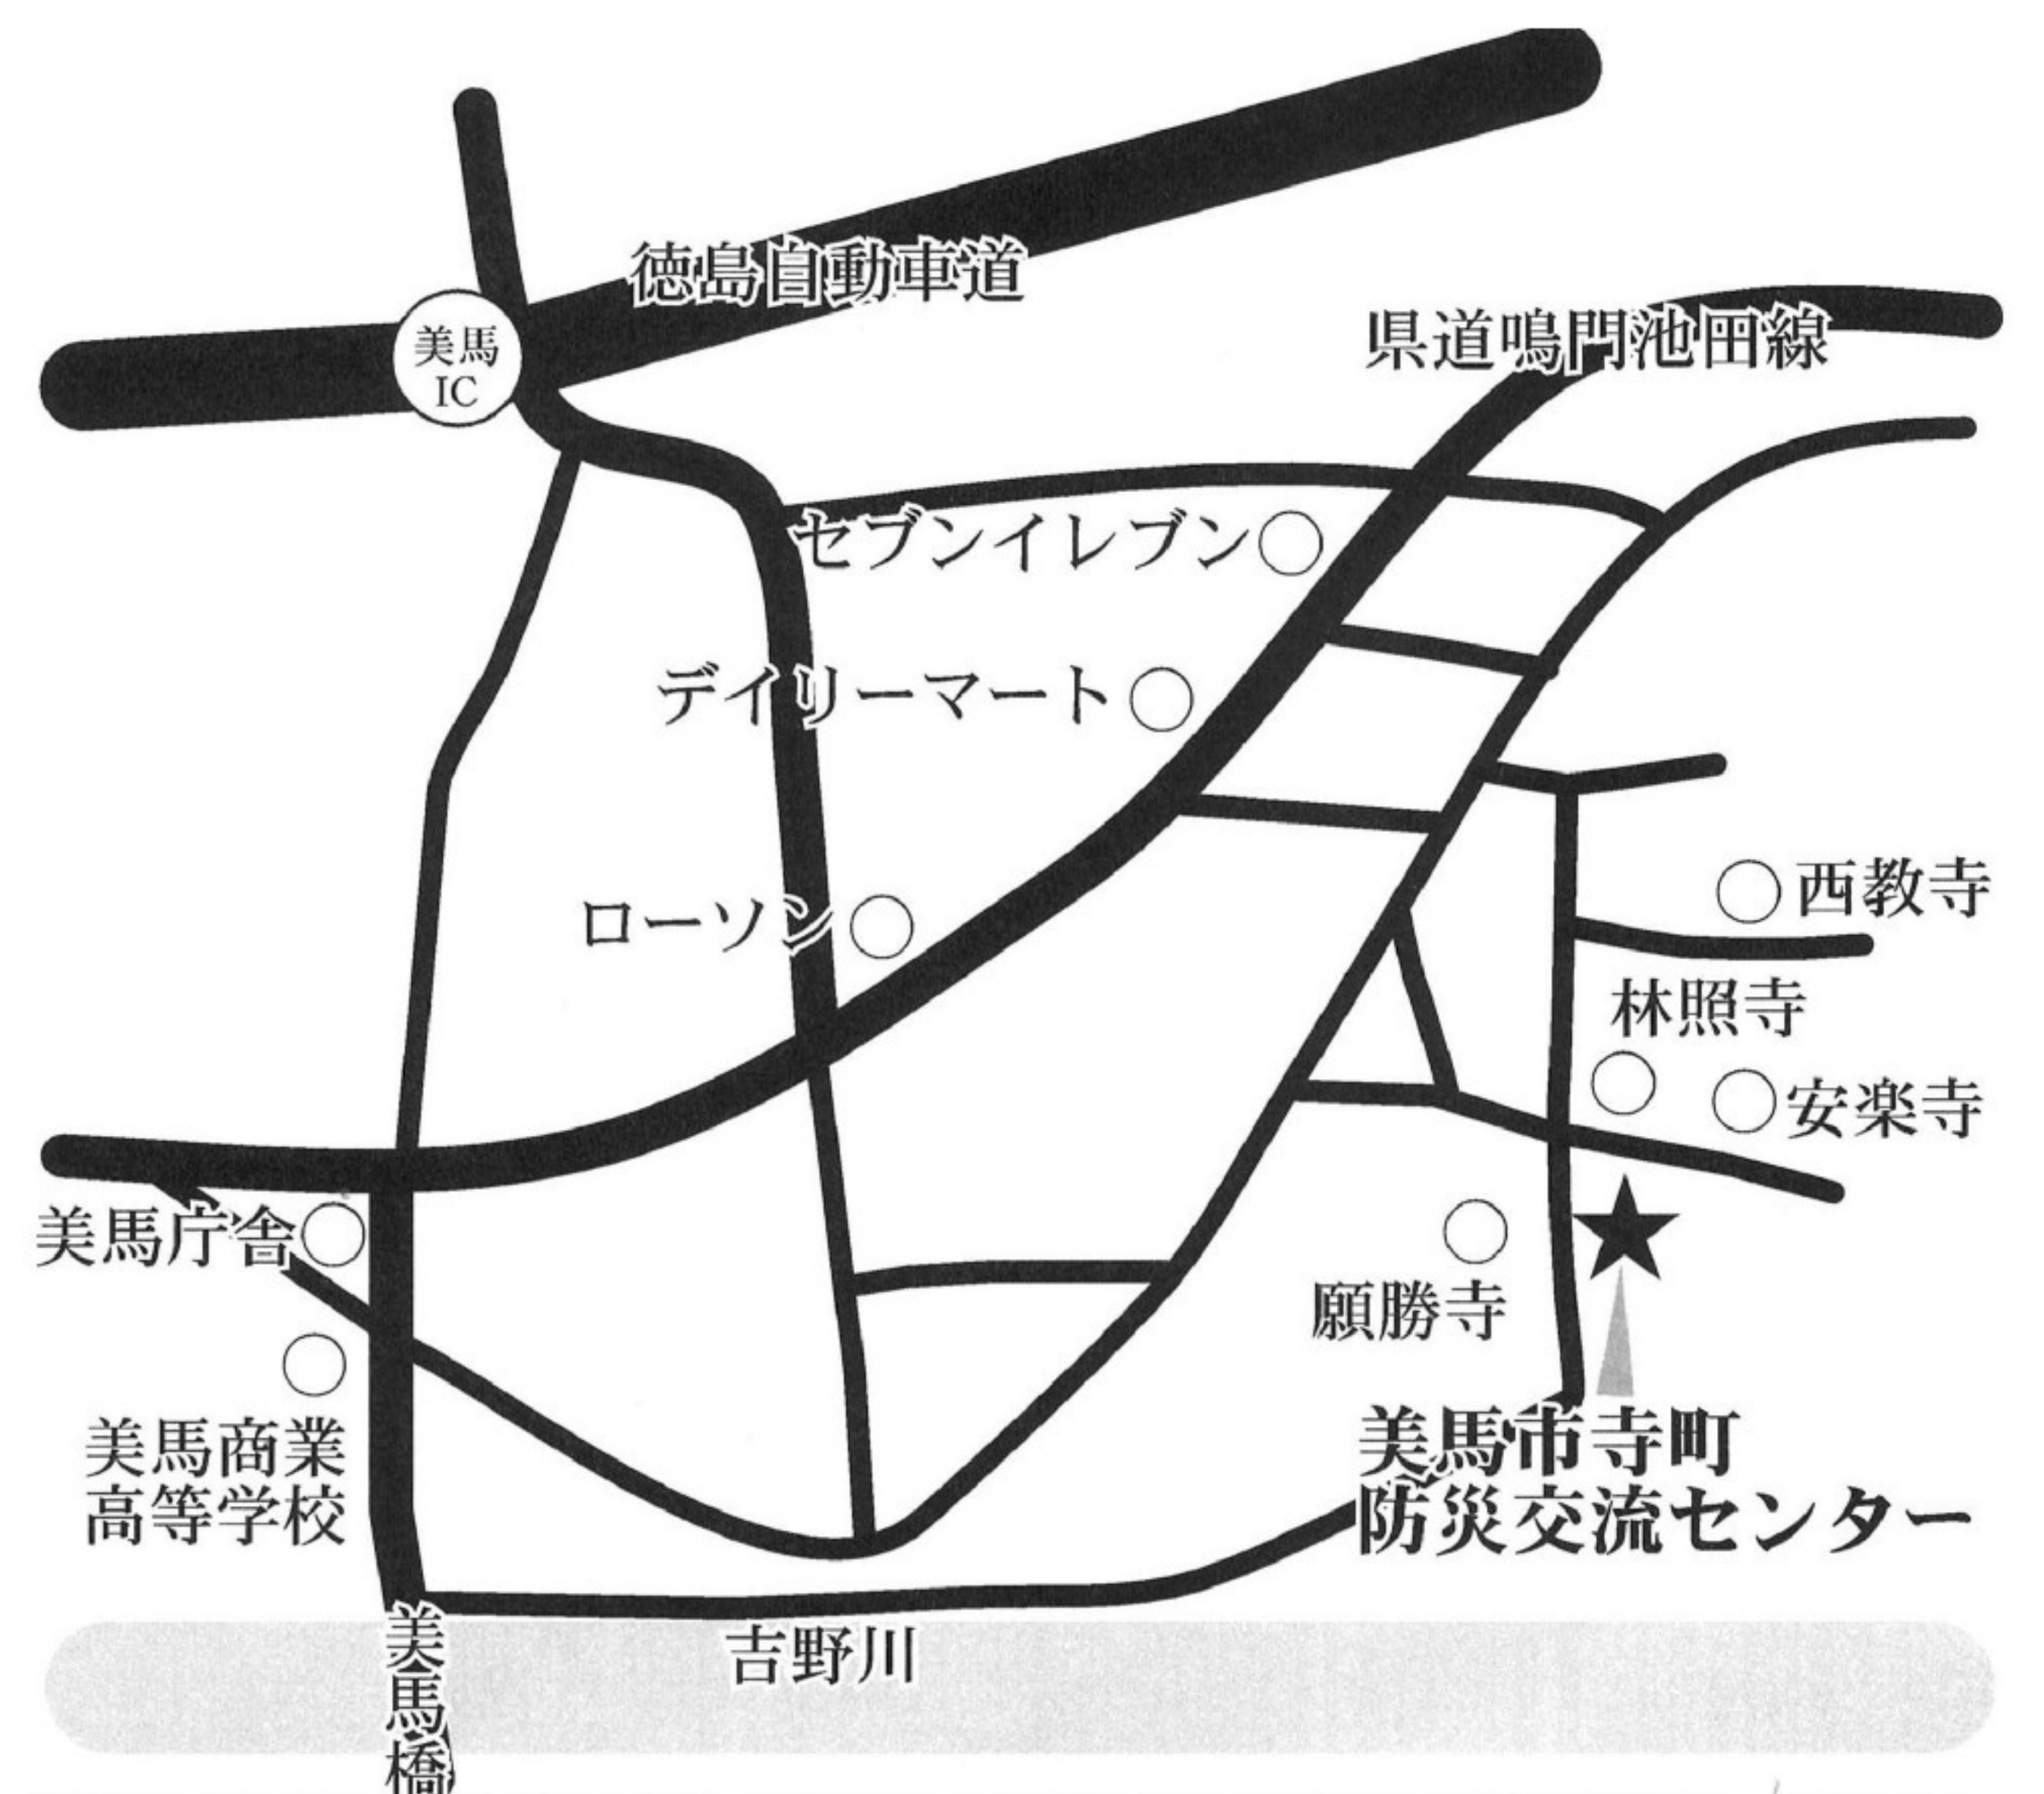 徳島自動車道
県道鳴門池田線
美馬
IC
セブンイレブン
デイリーマート
ローソン
西教寺
林照寺
安楽寺
美馬庁舎
願勝寺
美馬商業
高等学校
美馬市寺町
防災交流センター
吉野川
美馬橋